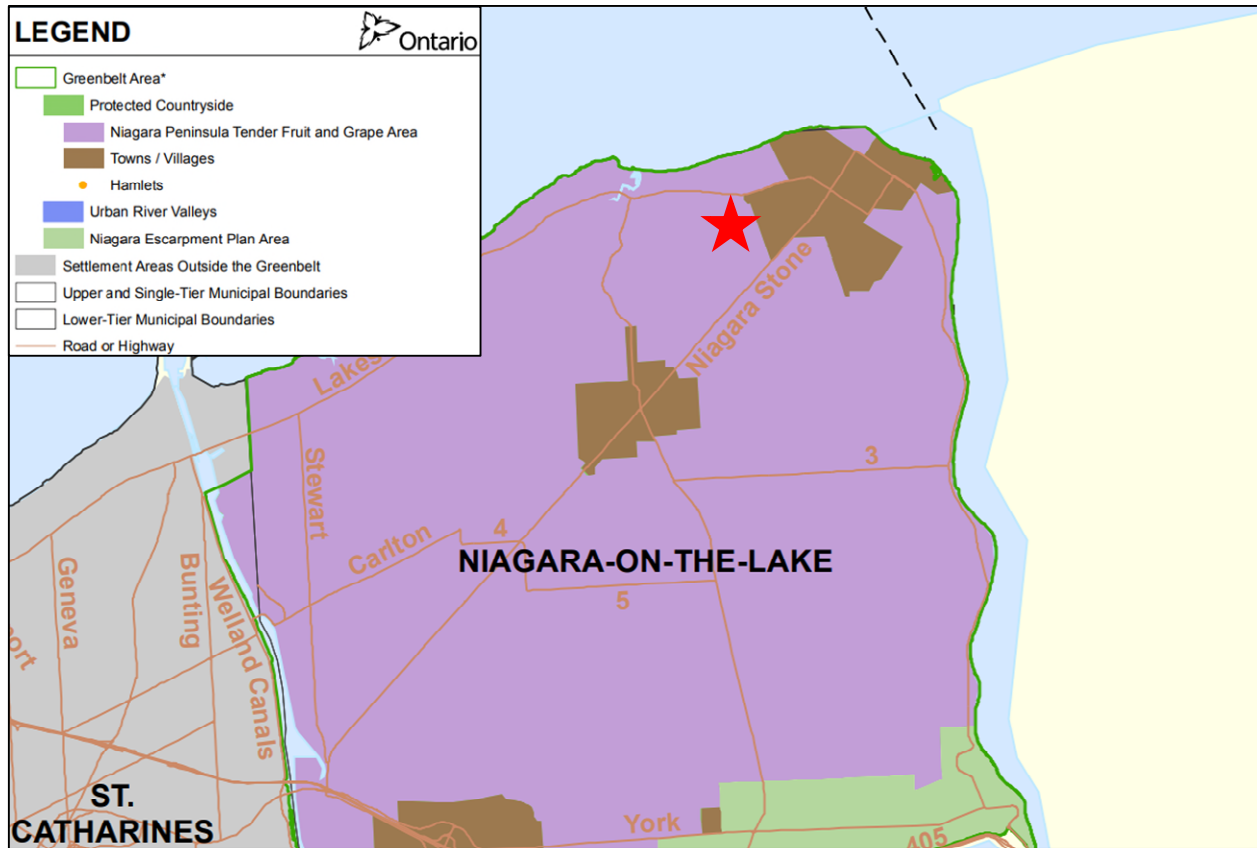 LEGEND
Ontario
Greenbelt Area*
Protected Countryside
Niagara Peninsula Tender Fruit and Grape Area
Towns / Villages
Hamlets
Urban River Valleys
Niagara Escarpment Plan Area
Settlement Areas Outside the Greenbelt
Upper and Single-Tier Municipal Boundaries
Lower-Tier Municipal Boundaries
Road or Highway
Niagara Stone
Lakes
Stewart
3
Carlton
4
NIAGARA-ON-THE-LAKE
5
Geneva
Bunting
Welland Canals
ort
ST.
CATHARINES
York
405